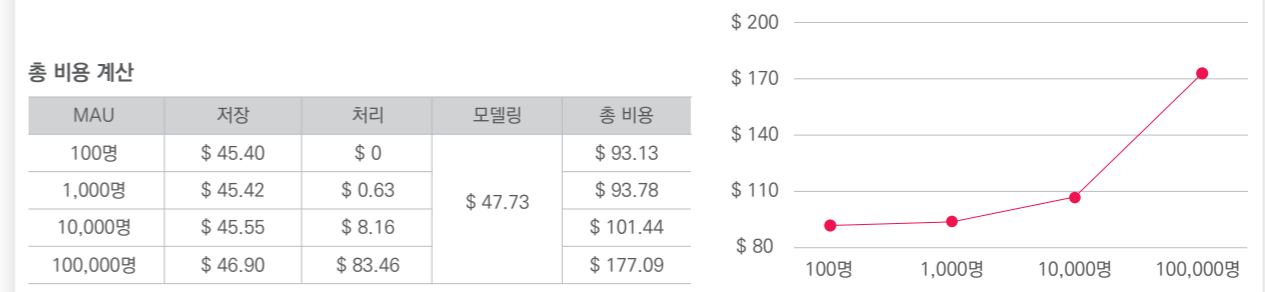 총 비용 계산
MAU 저장 처리 모델링 총 비용
100명 $ 45.40 $ 0 $ 93.13
1,000명 $ 45.42 $ 0.63 $ 93.78
$ 47.73
10,000명 $ 45.55 $ 8.16 $ 101.44
100,000명 $ 46.90 $ 83.46 $ 177.09
$ 200
$ 170
$ 140
$ 110
$ 80
100명 1,000명 10,000명 100,000명